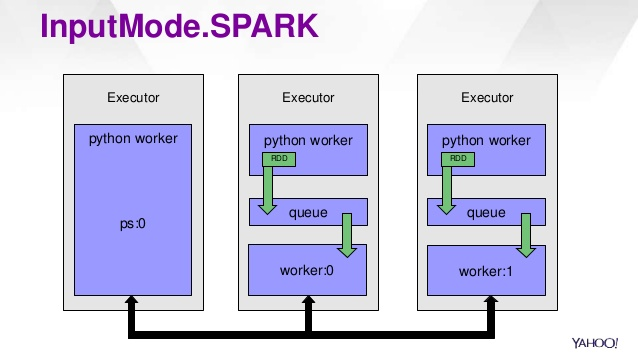 InputMode.SPARK
Executor
python worker
ps:0
Executor
python worker
RDD
queue
worker:0
Executor
python worker
RDD
queue
worker:1
YAHOO!